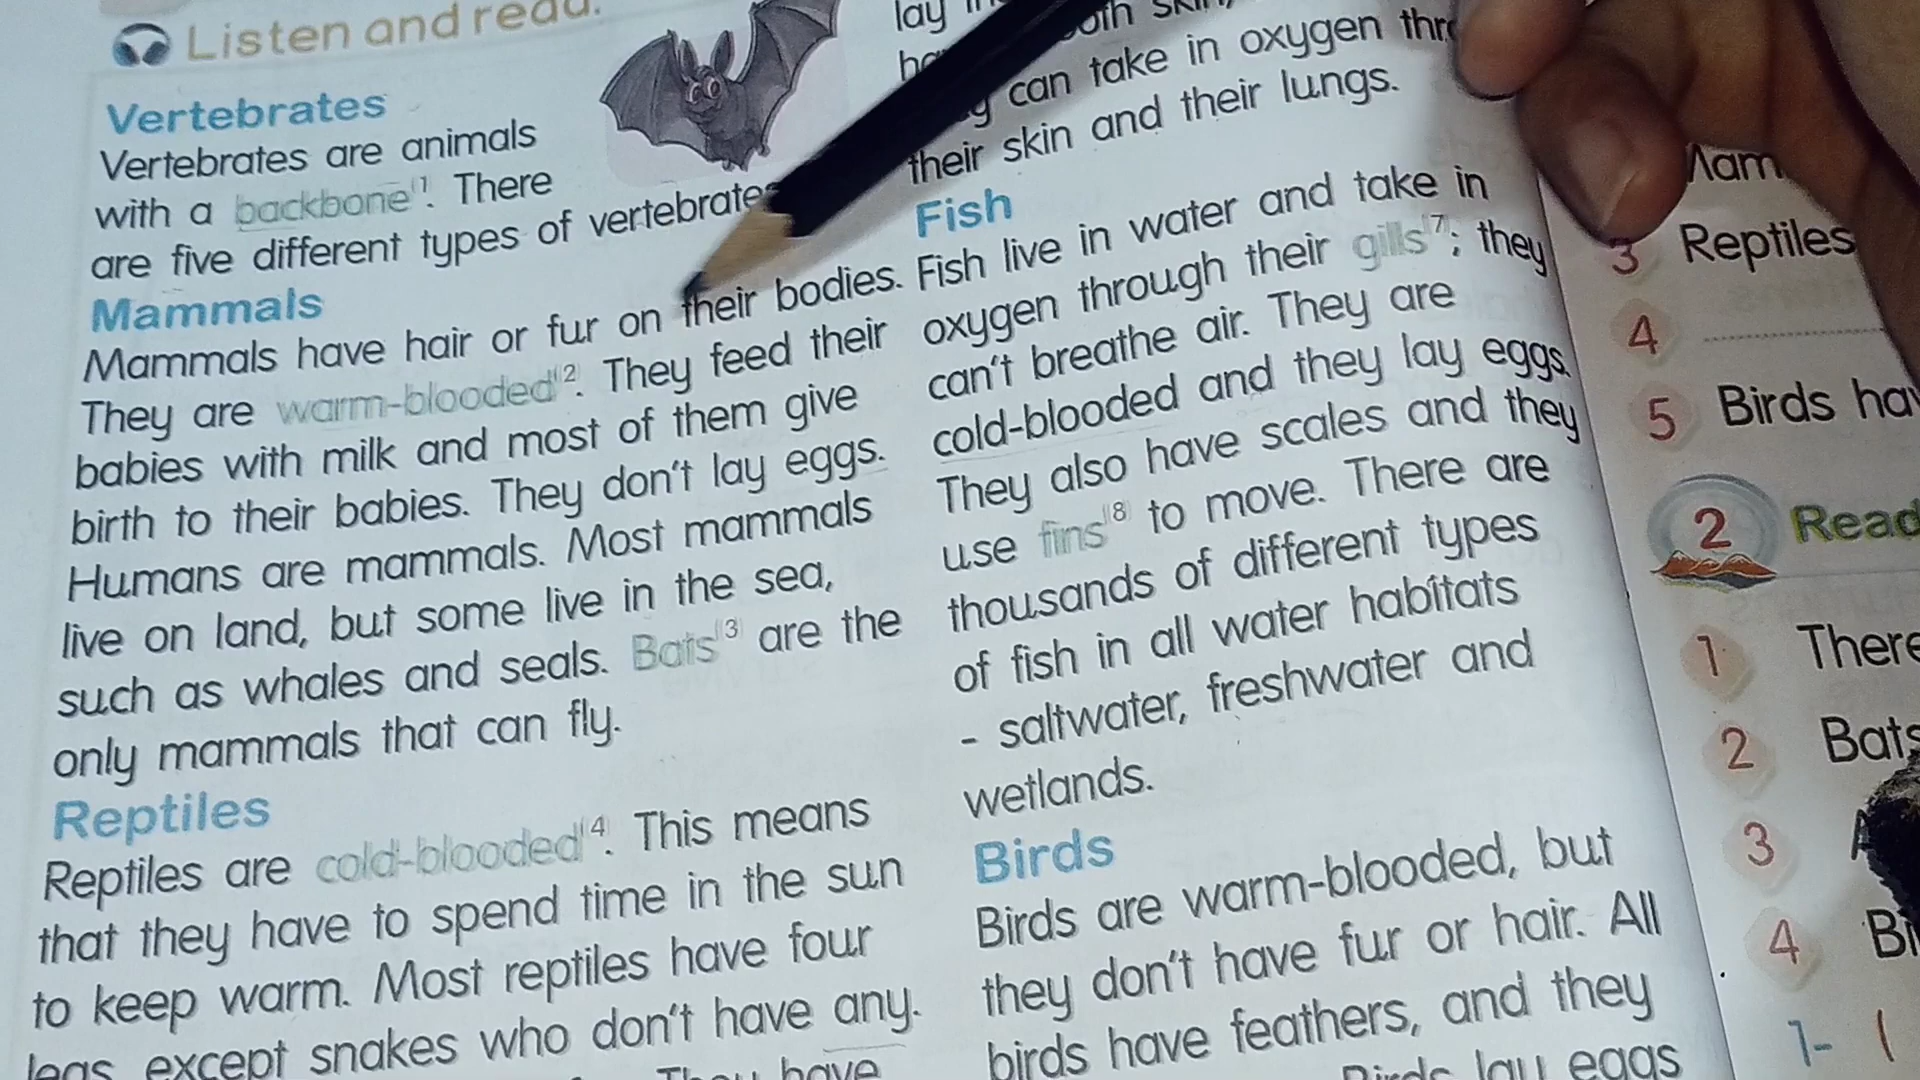 Listen and read.
Vertebrates
Vertebrates are animals
with a backbone¹. There
are five different types of vertebrates
Mammals
Mammals have hair or fur on their bodies.
They are warm-blooded². They feed their
babies with milk and most of them give
birth to their babies. They don't lay eggs.
Humans are mammals. Most mammals
live on land, but some live in the sea,
such as whales and seals. Bats³ are the
only mammals that can fly.
Reptiles
Reptiles are cold-blooded⁴. This means
that they have to spend time in the sun
to keep warm. Most reptiles have four
legs, except snakes who don't have any.
They have
lay
can take in oxygen
their skin and their lungs.
Fish
Fish live in water and take in
oxygen through their gills⁷; they
can't breathe air. They are
cold-blooded and they lay eggs.
They also have scales and they
use fins⁸ to move. There are
thousands of different types
of fish in all water habitats
- saltwater, freshwater and
wetlands.
Birds
Birds are warm-blooded, but
they don't have fur or hair. All
birds have feathers, and they
Birds lay eggs
3 Reptiles
4
5 Birds
2 Read
1 There
2 Bats
3
4
1-